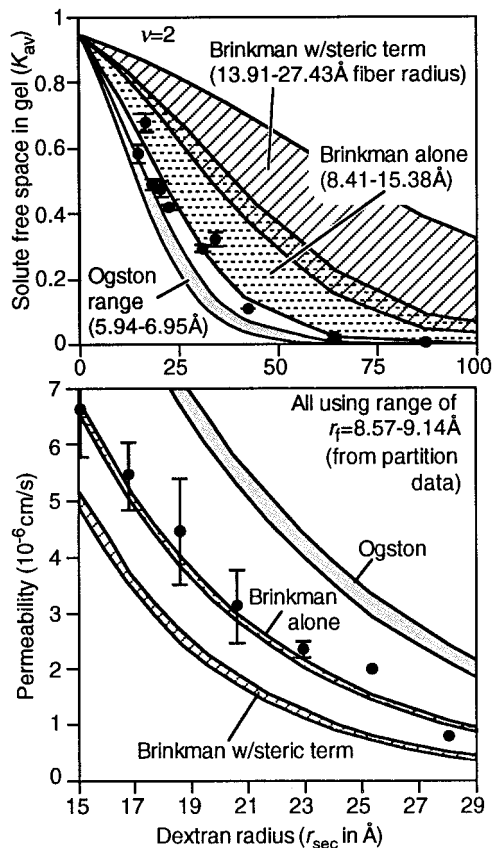 ν=2
Brinkman w/steric term
(13.91-27.43Å fiber radius)
Brinkman alone
(8.41-15.38Å)
Ogston
range
(5.94-6.95Å)
Solute free space in gel (Kav)
1
0.8
0.6
0.4
0.2
0
0
25
50
75
100
All using range of
rf=8.57-9.14Å
(from partition
data)
Ogston
Brinkman
alone
Brinkman w/steric term
Permeability (10⁻⁶cm/s)
7
6
5
4
3
2
1
0
15
17
19
21
23
25
27
29
Dextran radius (rsec in Å)